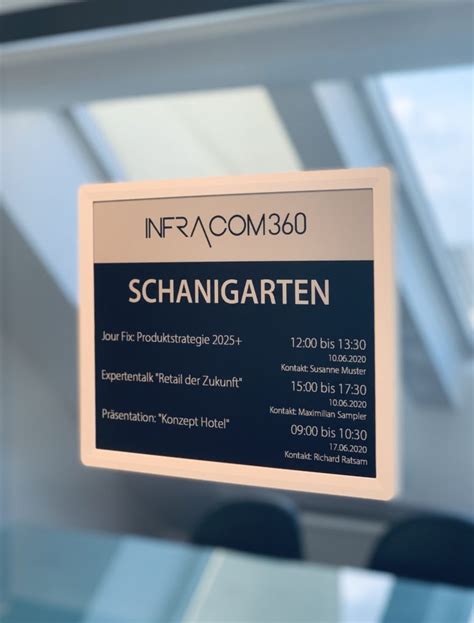 INFRACOM360
SCHANIGARTEN
Jour Fix: Produktstrategie 2025+
12:00 bis 13:30
10.06.2020
Kontakt: Susanne Muster
Expertentalk "Retail der Zukunft"
15:00 bis 17:30
10.06.2020
Kontakt: Maximilian Sampler
Präsentation: "Konzept Hotel"
09:00 bis 10:30
17.06.2020
Kontakt: Richard Ratsam